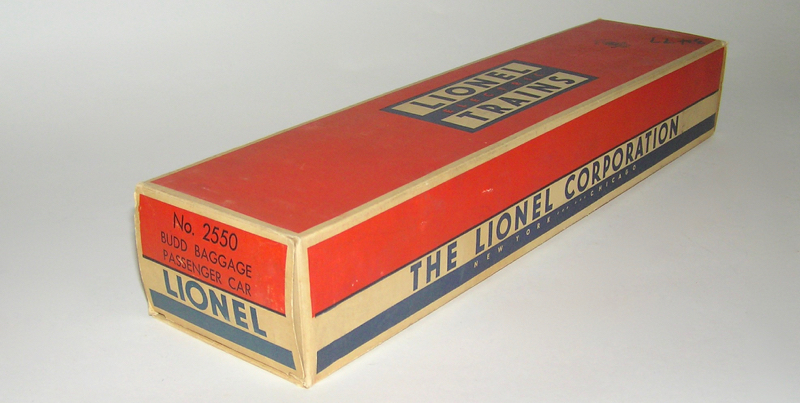 LIONEL
TRAINS
No. 2550
BUDD BAGGAGE
PASSENGER CAR
LIONEL
THE LIONEL CORPORATION
NEW YORK CHICAGO